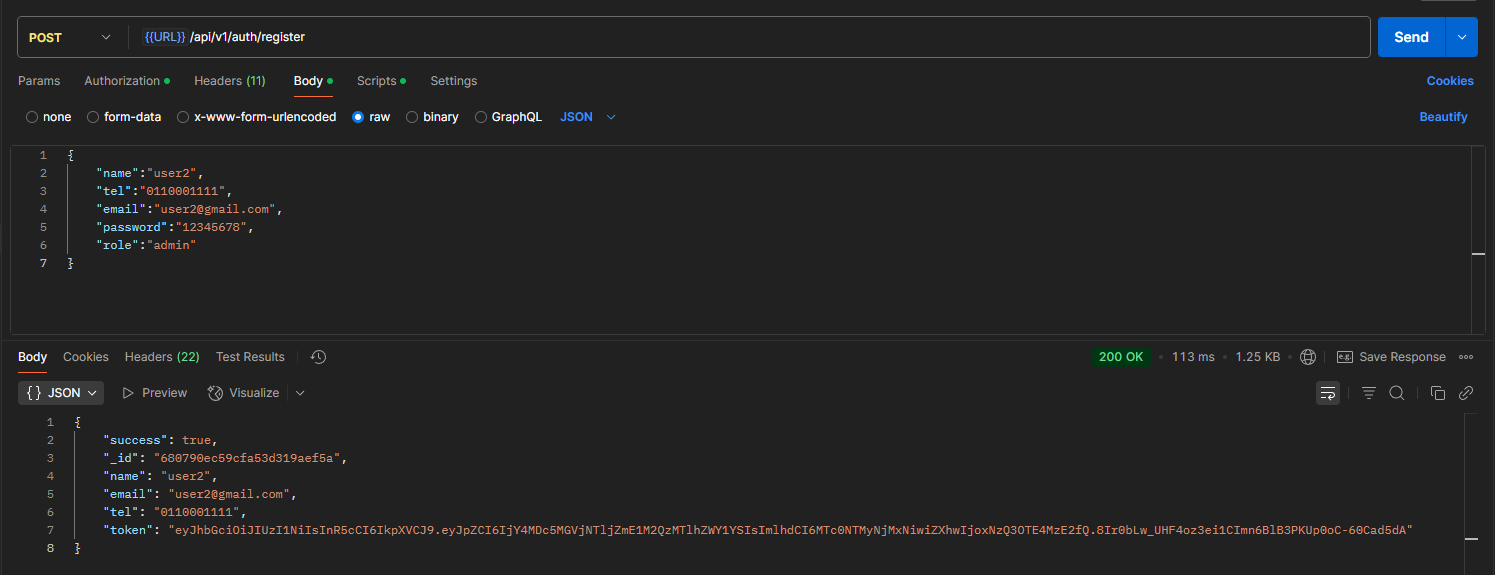 POST {{URL}} /api/v1/auth/register Send
Params Authorization Headers (11) Body Scripts Settings Cookies
none form-data x-www-form-urlencoded raw binary GraphQL JSON Beautify
1 {
2 "name":"user2",
3 "tel":"0110001111",
4 "email":"user2@gmail.com",
5 "password":"12345678",
6 "role":"admin"
7 }
Body Cookies Headers (22) Test Results 200 OK • 113 ms • 1.25 KB • e.g. Save Response
{} JSON Preview Visualize
1 {
2 "success": true,
3 "_id": "680790ec59cfa53d319aef5a",
4 "name": "user2",
5 "email": "user2@gmail.com",
6 "tel": "0110001111",
7 "token": "eyJhbGciOiJIUzI1NiIsInR5cCI6IkpXVCJ9.eyJpZCI6IjY4MDc5MGVjNTljZmE1M2QzMTlhZWY1YSIsImlhdCI6MTc0NTMyNjMxNiwiZXhwIjoxNzQ3OTE4MzE2fQ.8Ir0bLw_UHF4oz3ei1CImn6BlB3PKUp0oC-60Cad5dA"
8 }